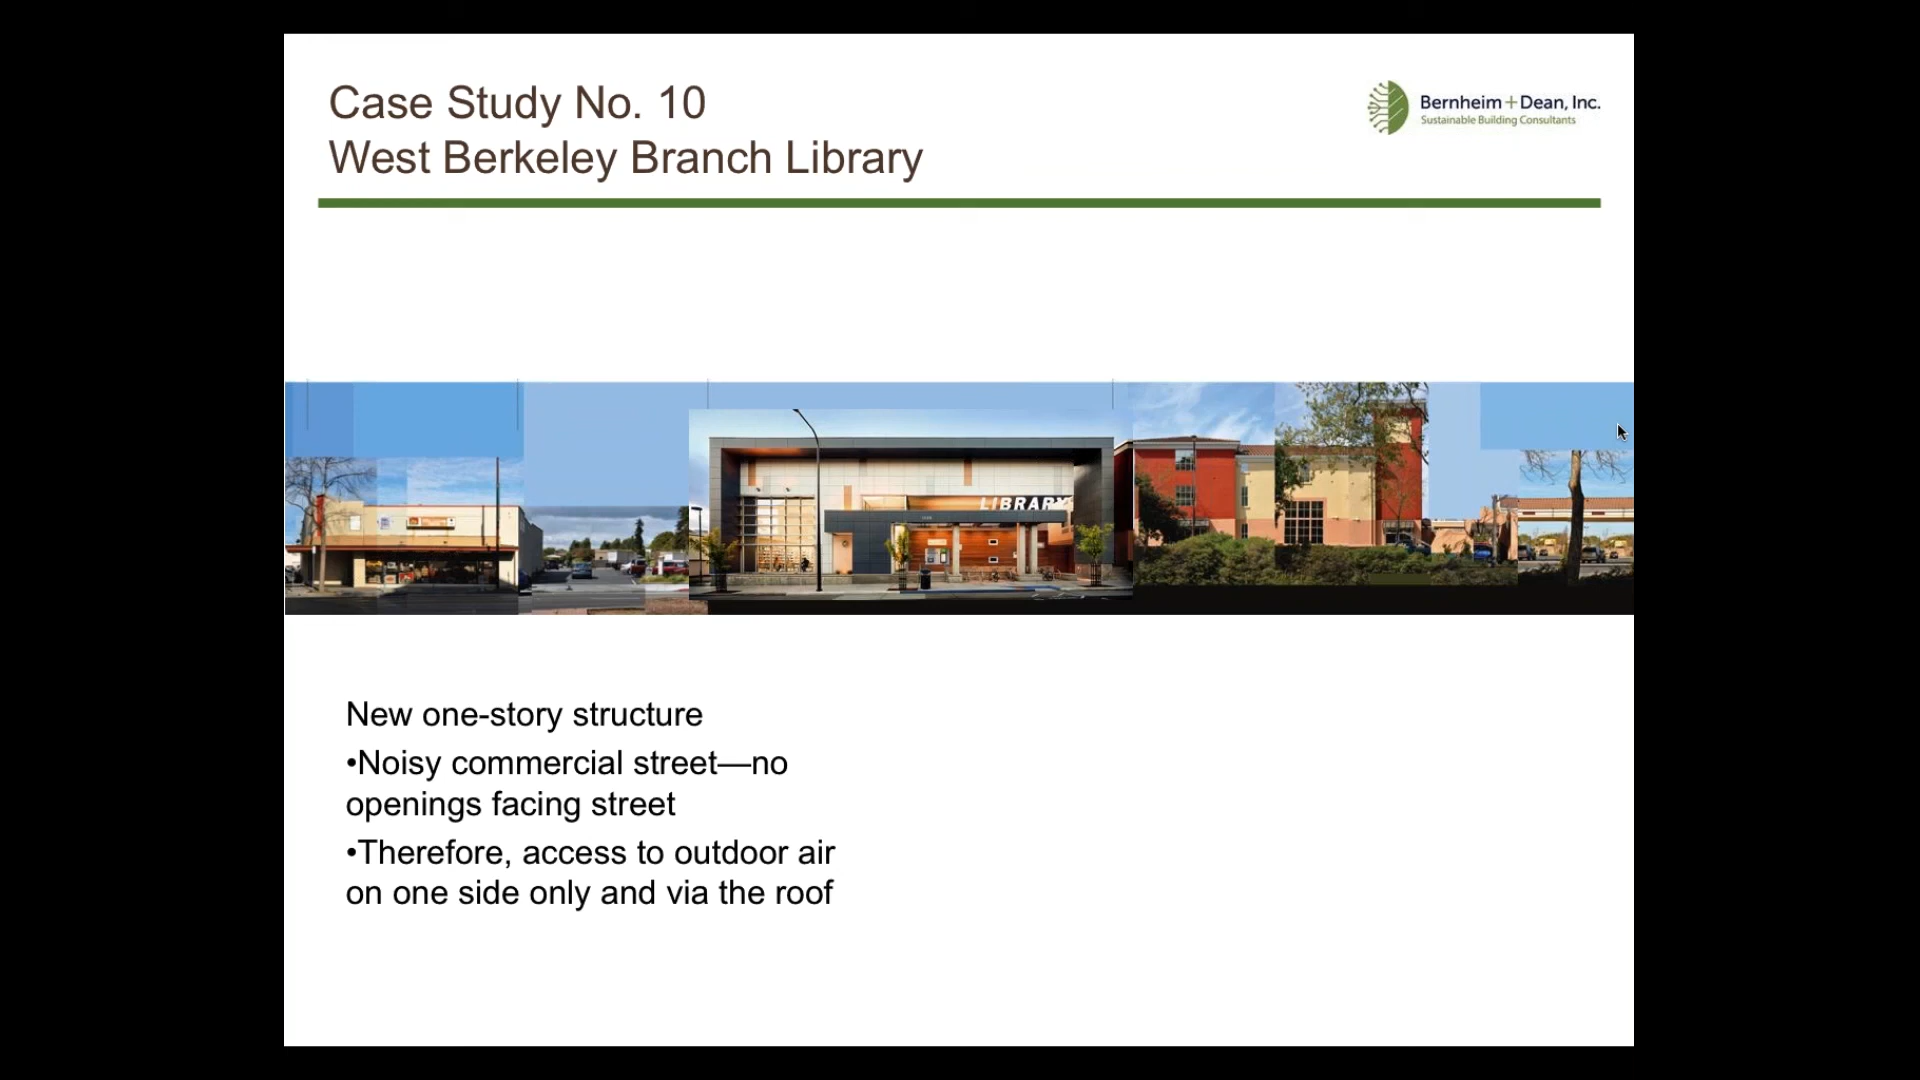 Case Study No. 10
West Berkeley Branch Library
Bernheim + Dean, Inc.
Sustainable Building Consultants
LIBRARY
New one-story structure
•Noisy commercial street—no
openings facing street
•Therefore, access to outdoor air
on one side only and via the roof